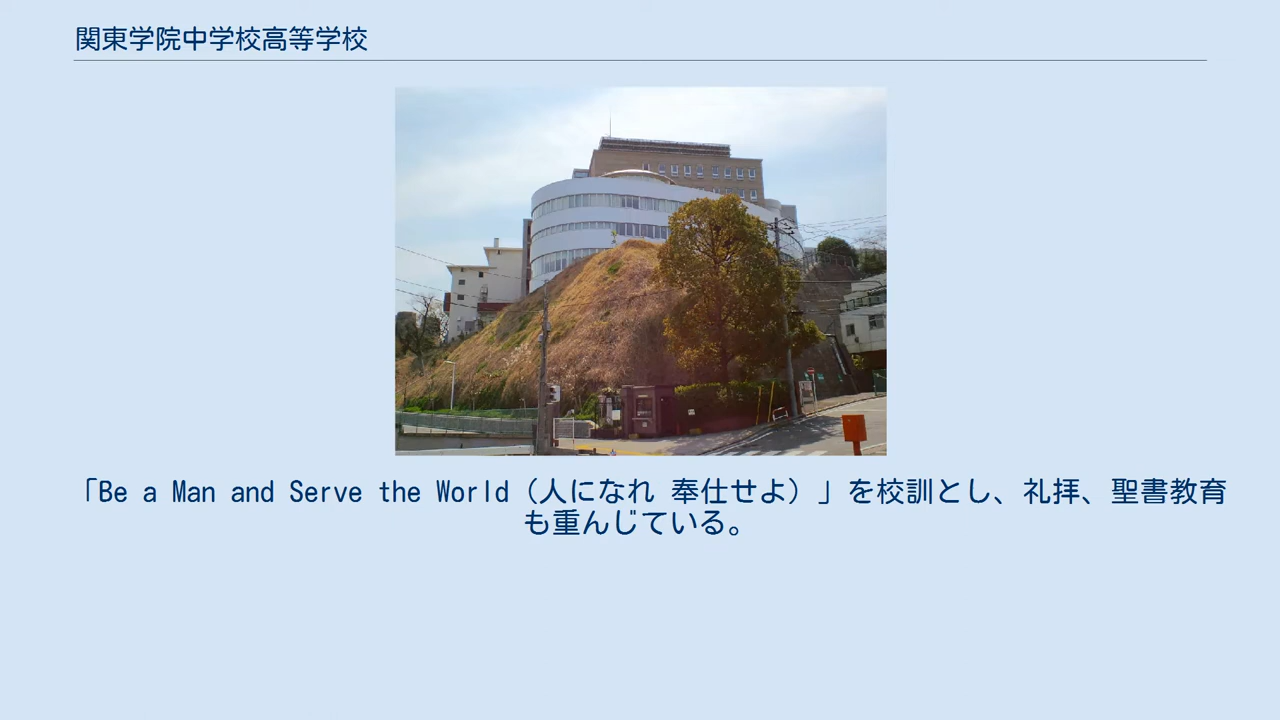 関東学院中学校高等学校
「Be a Man and Serve the World（人になれ 奉仕せよ）」を校訓とし、礼拝、聖書教育
も重んじている。